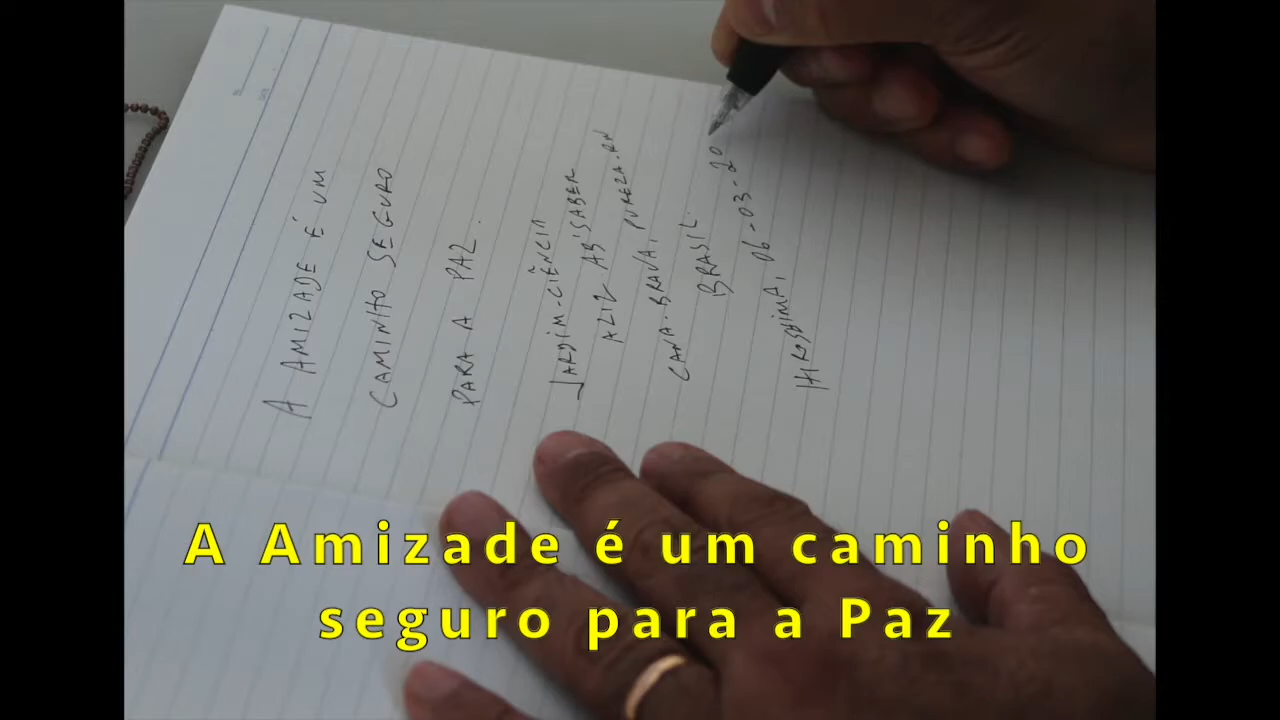 A AMIZADE É UM
CAMINHO SEGURO
PARA A PAZ.
JARDIM-CIÊNCIA
AZIZ AB'SABER
CANA-BRAVA, PUREZA-RN
BRASIL.
HIROSHIMA, 06-03-20
A Amizade é um caminho
seguro para a Paz